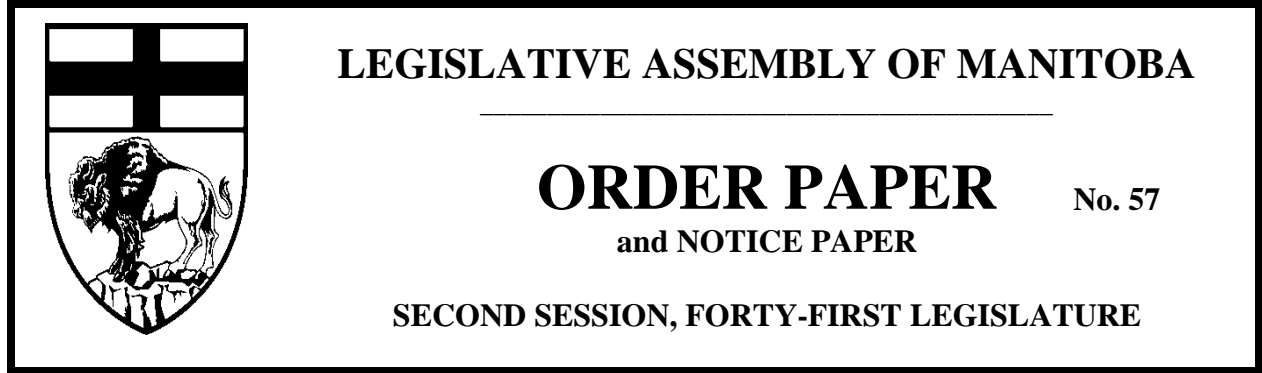 LEGISLATIVE ASSEMBLY OF MANITOBA
ORDER PAPER No. 57
and NOTICE PAPER
SECOND SESSION, FORTY-FIRST LEGISLATURE